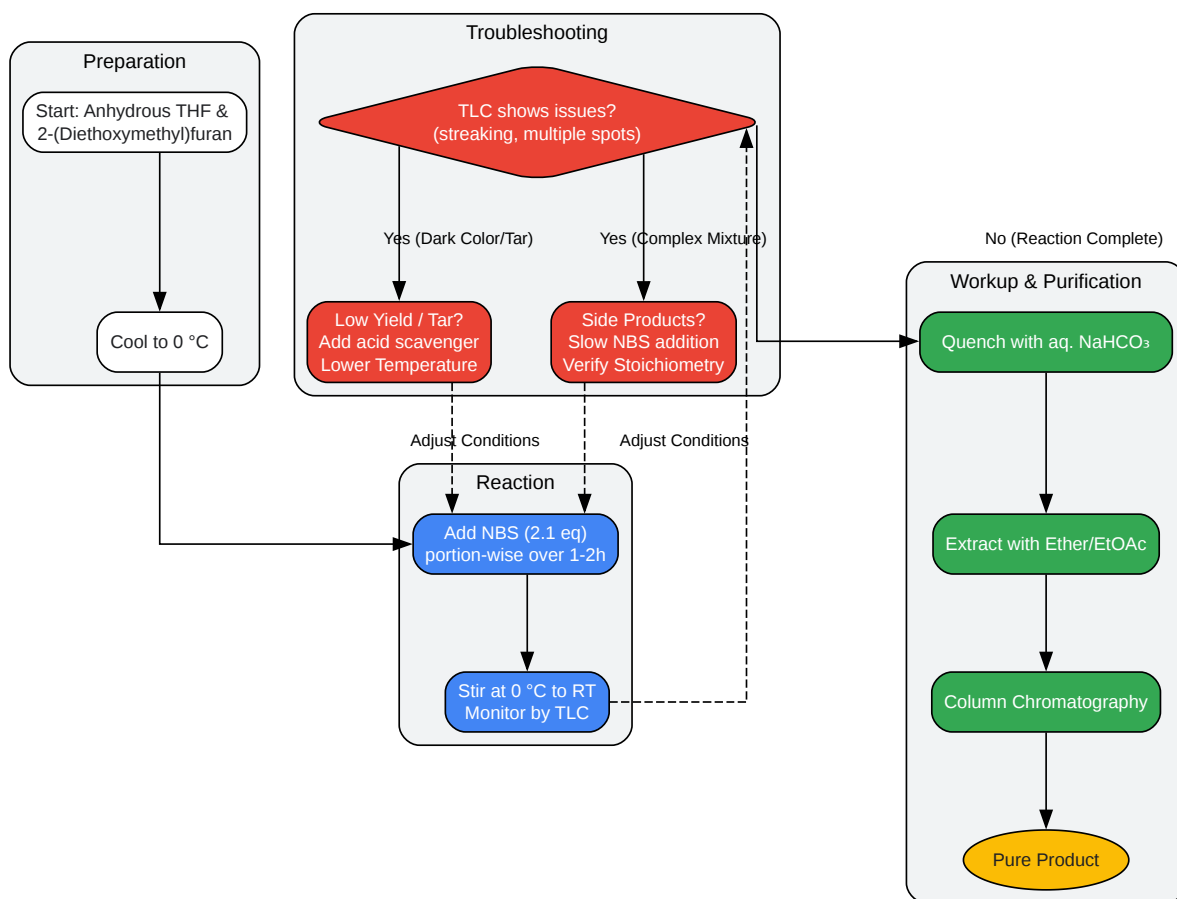 Preparation
Start: Anhydrous THF &
2-(Diethoxymethyl)furan
Cool to 0 °C
Troubleshooting
TLC shows issues?
(streaking, multiple spots)
Yes (Dark Color/Tar)
Yes (Complex Mixture)
Low Yield / Tar?
Add acid scavenger
Lower Temperature
Side Products?
Slow NBS addition
Verify Stoichiometry
Adjust Conditions
Adjust Conditions
Reaction
Add NBS (2.1 eq)
portion-wise over 1-2h
Stir at 0 °C to RT
Monitor by TLC
No (Reaction Complete)
Workup & Purification
Quench with aq. NaHCO₃
Extract with Ether/EtOAc
Column Chromatography
Pure Product